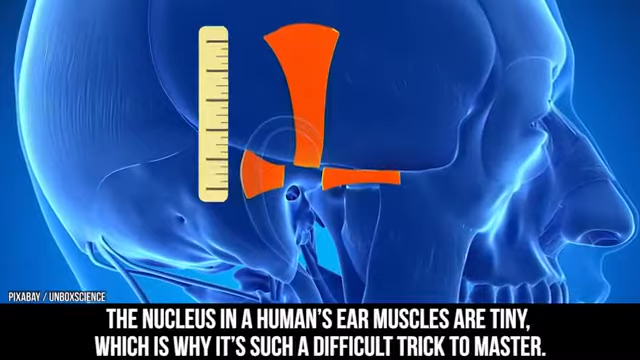 PIXABAY / UNBOXSCIENCE
THE NUCLEUS IN A HUMAN'S EAR MUSCLES ARE TINY,
WHICH IS WHY IT'S SUCH A DIFFICULT TRICK TO MASTER.